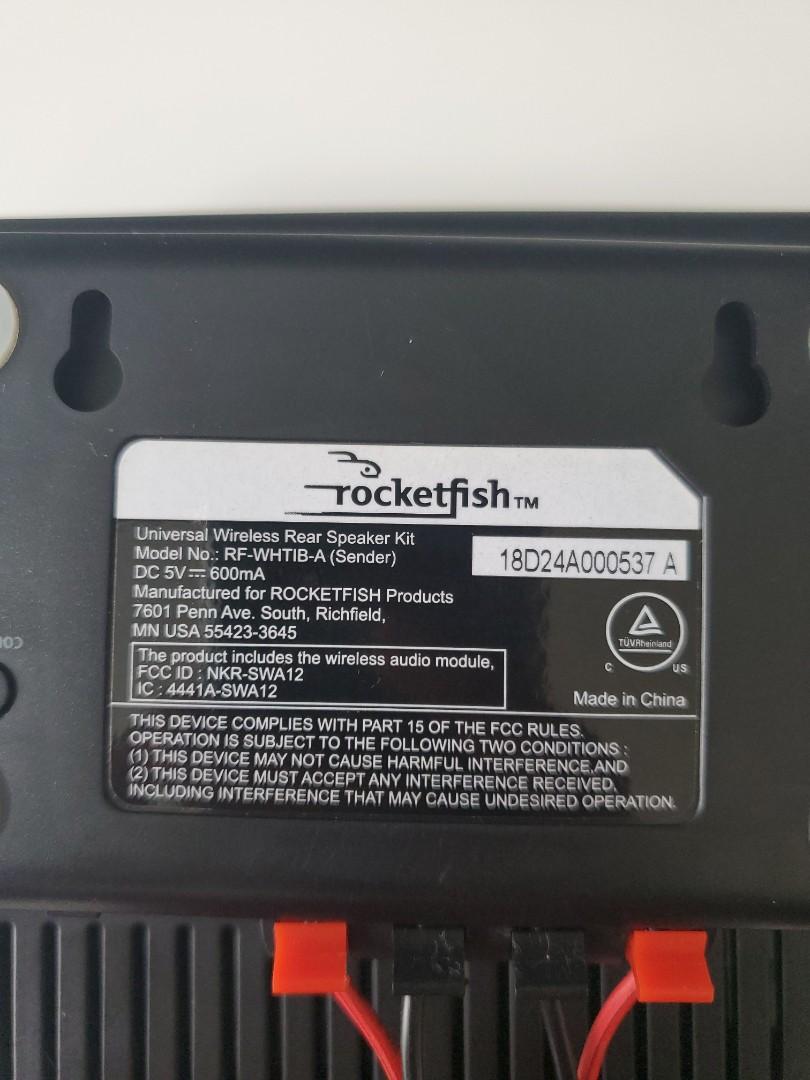 rocketfish™
Universal Wireless Rear Speaker Kit
Model No.: RF-WHTIB-A (Sender)
18D24A000537 A
DC 5V⎓ 600mA
Manufactured for ROCKETFISH Products
7601 Penn Ave. South, Richfield,
MN USA 55423-3645
TÜVRheinland
C US
The product includes the wireless audio module,
FCC ID : NKR-SWA12
IC : 4441A-SWA12
Made in China
THIS DEVICE COMPLIES WITH PART 15 OF THE FCC RULES.
OPERATION IS SUBJECT TO THE FOLLOWING TWO CONDITIONS :
(1) THIS DEVICE MAY NOT CAUSE HARMFUL INTERFERENCE,AND
(2) THIS DEVICE MUST ACCEPT ANY INTERFERENCE RECEIVED,
INCLUDING INTERFERENCE THAT MAY CAUSE UNDESIRED OPERATION.